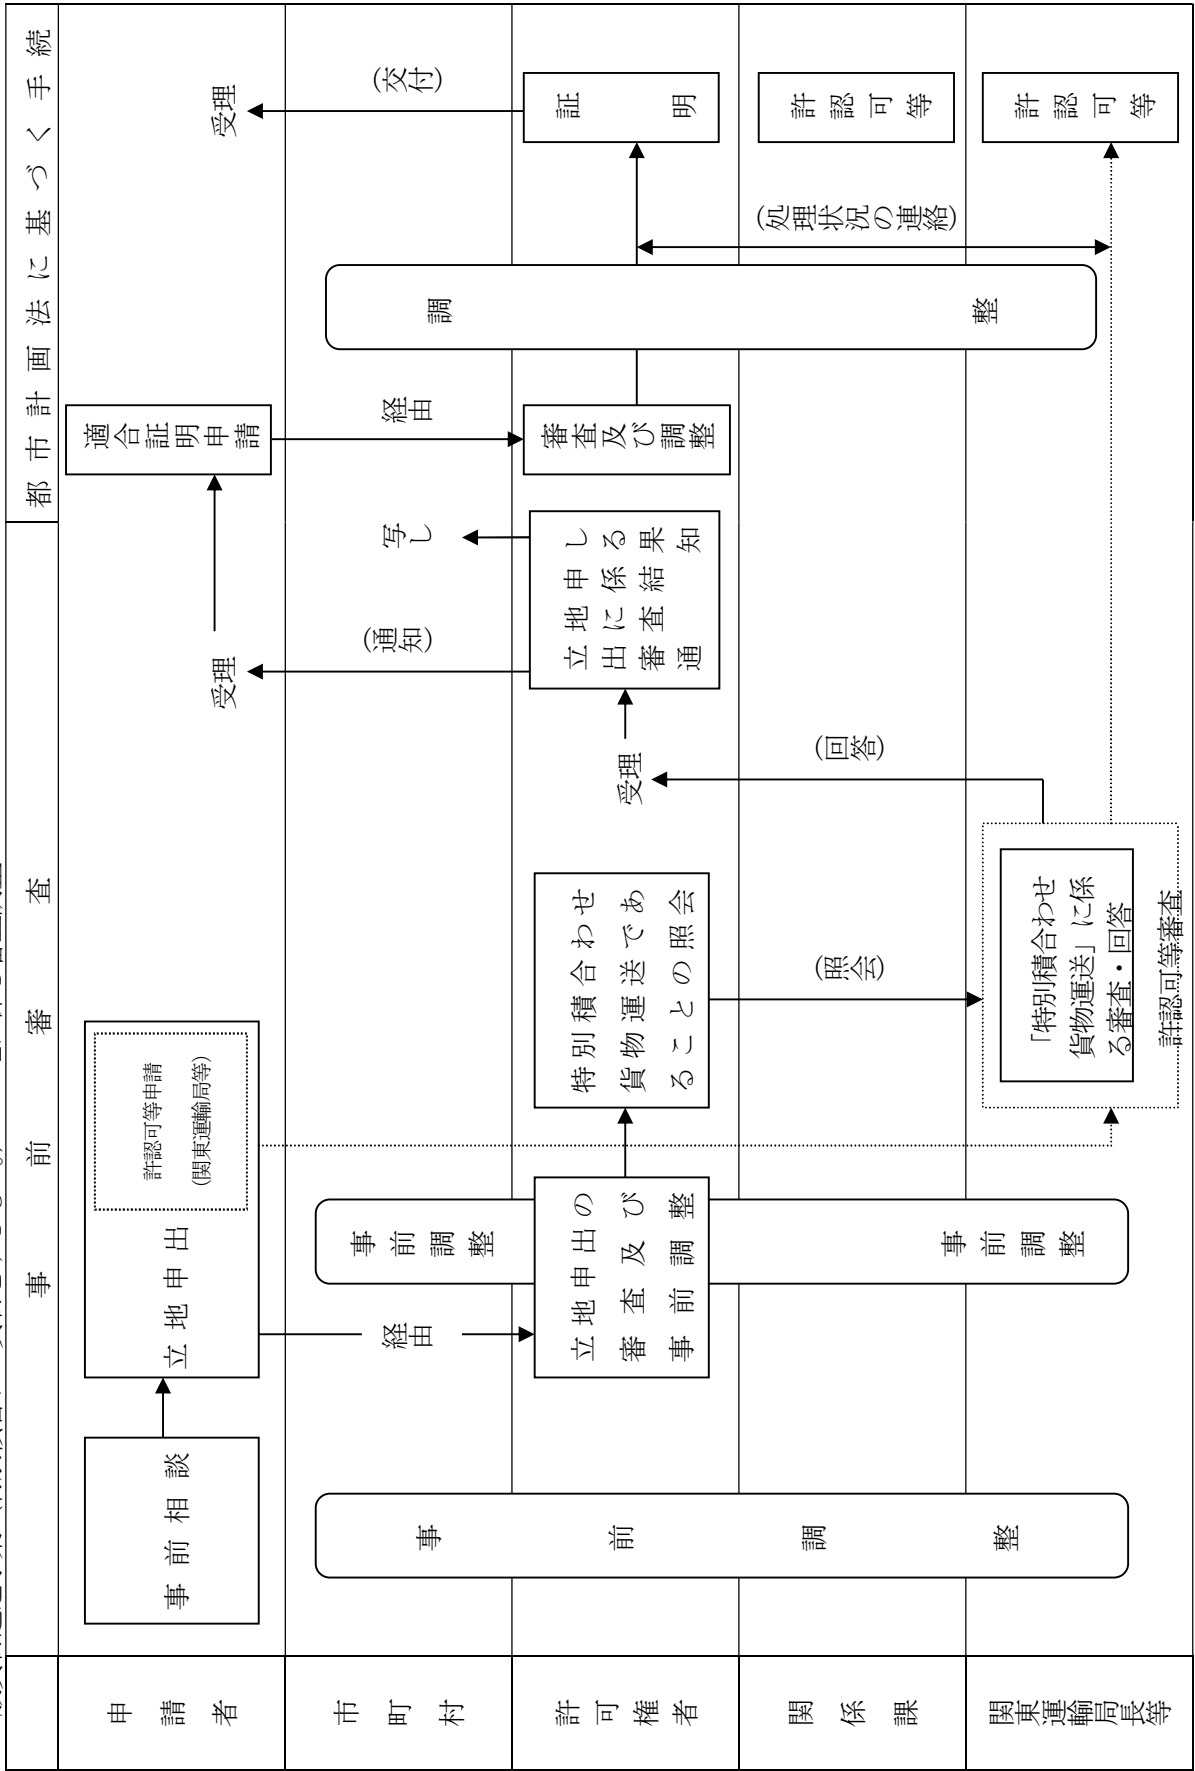 事前審査
都市計画法に基づく手続
申請者
事前相談
立地申出
許認可等申請
(関東運輸局等)
受理
適合証明申請
受理
市町村
事前調整
経由
事前調整
(通知)
写し
経由
調整
(交付)
許可権者
立地申出の
審査及び
事前調整
特別積合わせ
貨物運送であ
ることの照会
受理
立地申し
出に係る
審査結果
通知
審査及び調整
証明
関係課
(照会)
(回答)
(処理状況の連絡)
許認可等
関東運輸局長等
事前調整
「特別積合わせ
貨物運送」に係
る審査・回答
許認可等審査
許認可等